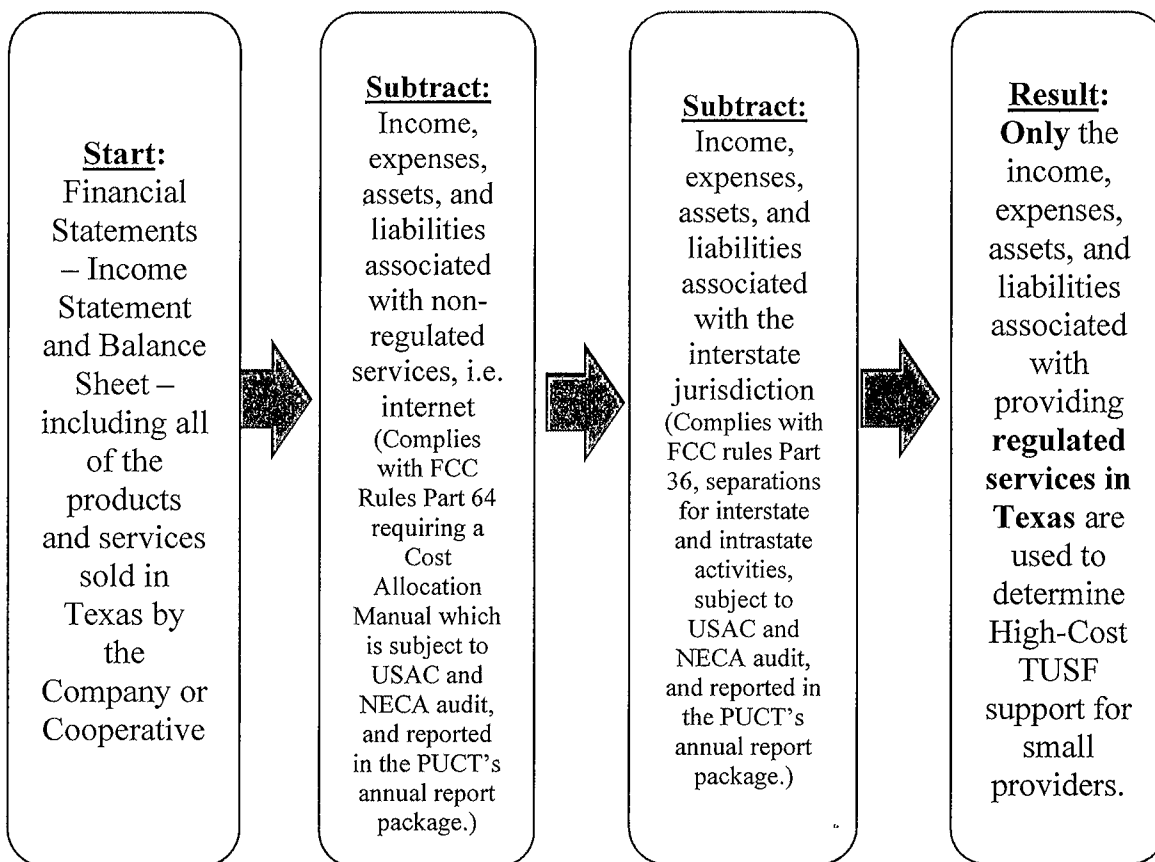 Start:
Financial
Statements
– Income
Statement
and Balance
Sheet –
including all
of the
products
and services
sold in
Texas by
the
Company or
Cooperative
Subtract:
Income,
expenses,
assets, and
liabilities
associated
with non-
regulated
services, i.e.
internet
(Complies
with FCC
Rules Part 64
requiring a
Cost
Allocation
Manual which
is subject to
USAC and
NECA audit,
and reported
in the PUCT's
annual report
package.)
Subtract:
Income,
expenses,
assets, and
liabilities
associated
with the
interstate
jurisdiction
(Complies with
FCC rules Part
36, separations
for interstate
and intrastate
activities,
subject to
USAC and
NECA audit,
and reported in
the PUCT's
annual report
package.)
Result:
Only the
income,
expenses,
assets, and
liabilities
associated
with
providing
regulated
services in
Texas are
used to
determine
High-Cost
TUSF
support for
small
providers.